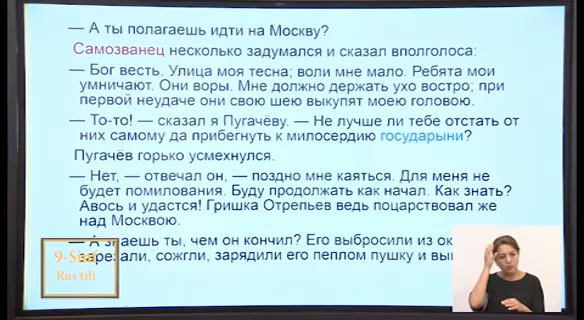 — А ты полагаешь идти на Москву?
Самозванец несколько задумался и сказал вполголоса:
— Бог весть. Улица моя тесна; воли мне мало. Ребята мои
умничают. Они воры. Мне должно держать ухо востро; при
первой неудаче они свою шею выкупят моею головою.
— То-то! — сказал я Пугачёву. — Не лучше ли тебе отстать от
них самому да прибегнуть к милосердию государыни?
Пугачёв горько усмехнулся.
— Нет, — отвечал он, — поздно мне каяться. Для меня не
будет помилования. Буду продолжать как начал. Как знать?
Авось и удастся! Гришка Отрепьев ведь поцарствовал же
над Москвою.
— А знаешь ты, чем он кончил? Его выбросили из
зарезали, сожгли, зарядили его пеплом пушку и
9-Sinf
Rus tili